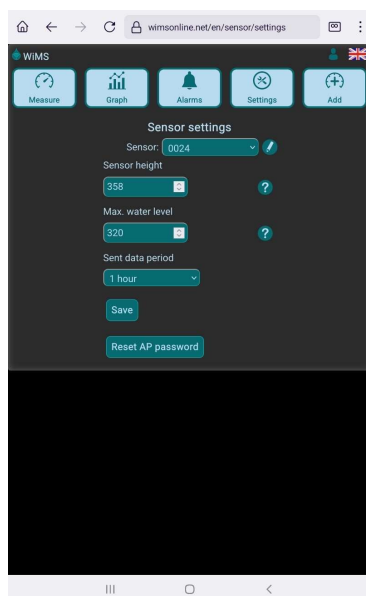 wimsonline.net/en/sensor/settings
WiMS
Measure Graph Alarms Settings Add
Sensor settings
Sensor: 0024
Sensor height
358 ?
Max. water level
320 ?
Sent data period
1 hour
Save
Reset AP password